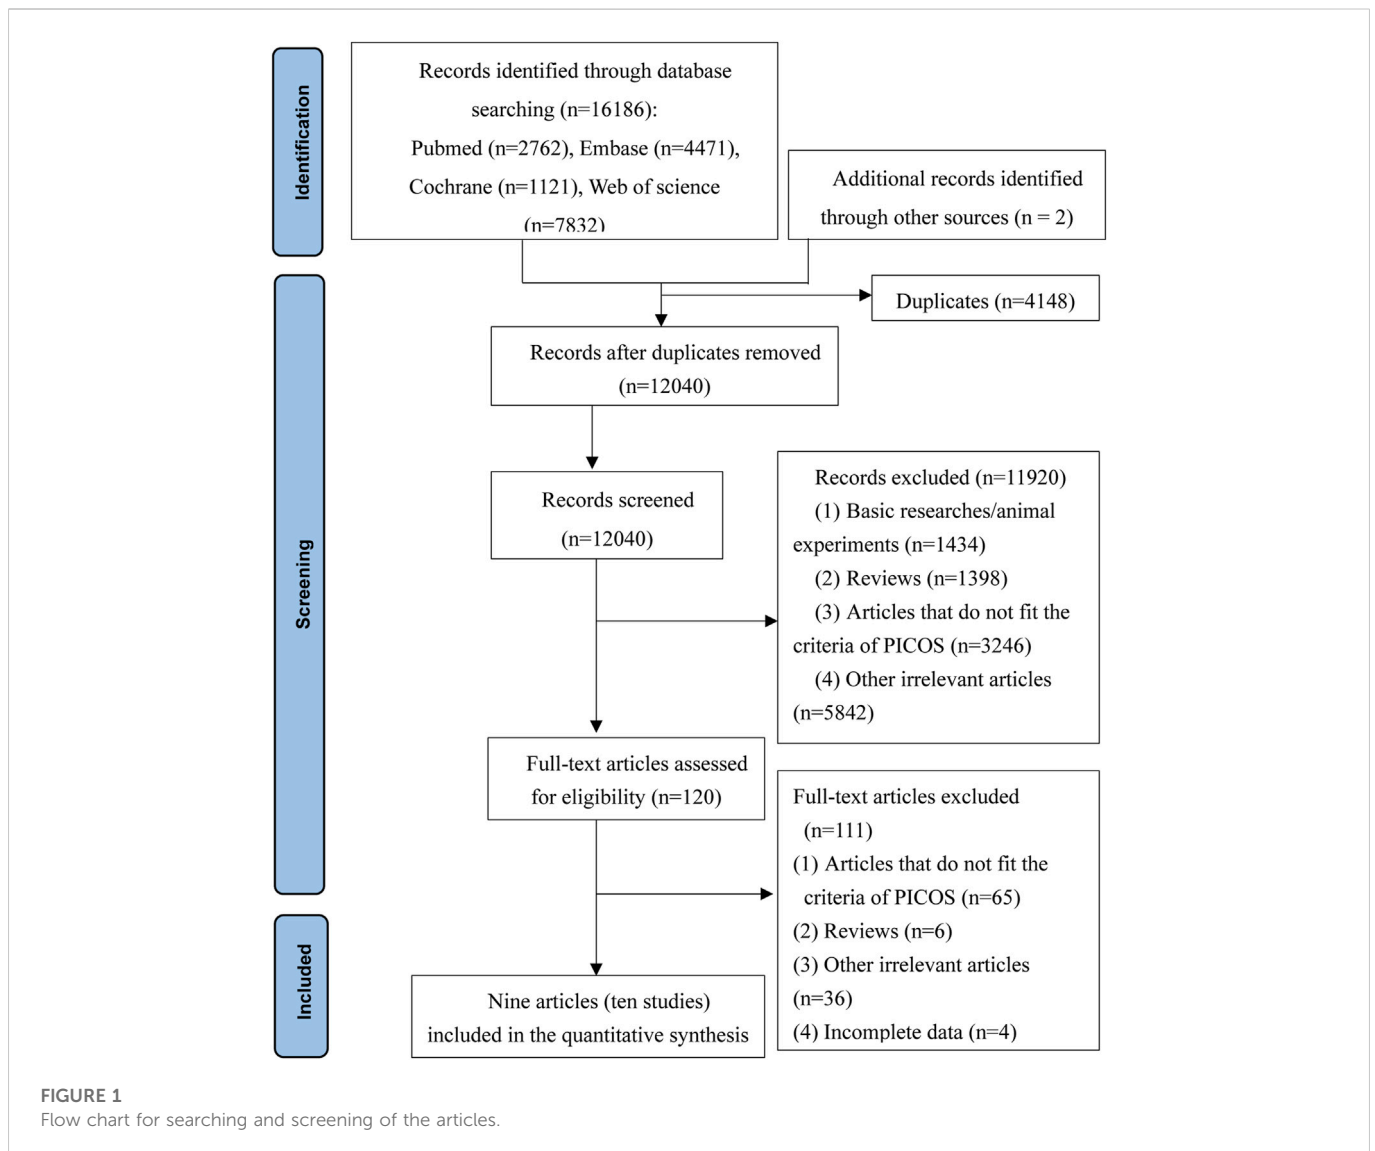 Identification
Records identified through database
searching (n=16186):
Pubmed (n=2762), Embase (n=4471),
Cochrane (n=1121), Web of science
(n=7832)
Additional records identified
through other sources (n = 2)
Duplicates (n=4148)
Records after duplicates removed
(n=12040)
Screening
Records screened
(n=12040)
Records excluded (n=11920)
(1) Basic researches/animal
experiments (n=1434)
(2) Reviews (n=1398)
(3) Articles that do not fit the
criteria of PICOS (n=3246)
(4) Other irrelevant articles
(n=5842)
Full-text articles assessed
for eligibility (n=120)
Full-text articles excluded
(n=111)
(1) Articles that do not fit the
criteria of PICOS (n=65)
(2) Reviews (n=6)
(3) Other irrelevant articles
(n=36)
(4) Incomplete data (n=4)
Included
Nine articles (ten studies)
included in the quantitative synthesis
FIGURE 1
Flow chart for searching and screening of the articles.